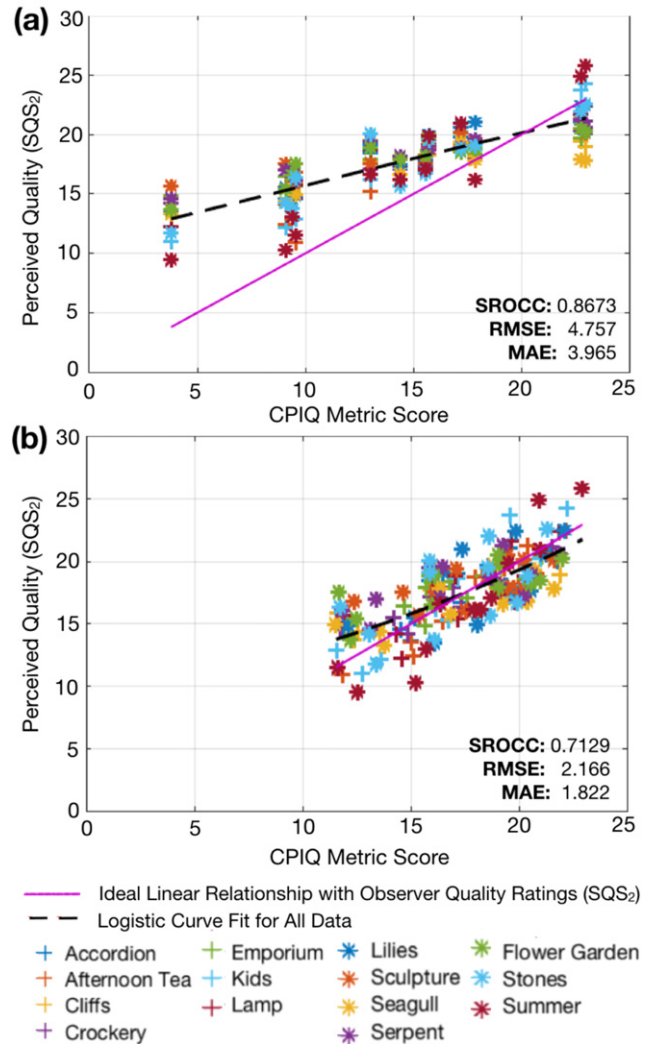 (a)
30
25
20
15
10
5
0
Perceived Quality (SQS₂)
SROCC: 0.8673
RMSE: 4.757
MAE: 3.965
0 5 10 15 20 25
CPIQ Metric Score
(b)
30
25
20
15
10
5
0
Perceived Quality (SQS₂)
SROCC: 0.7129
RMSE: 2.166
MAE: 1.822
0 5 10 15 20 25
CPIQ Metric Score
Ideal Linear Relationship with Observer Quality Ratings (SQS₂)
Logistic Curve Fit for All Data
Accordion Emporium Lilies Flower Garden
Afternoon Tea Kids Sculpture Stones
Cliffs Lamp Seagull Summer
Crockery Serpent